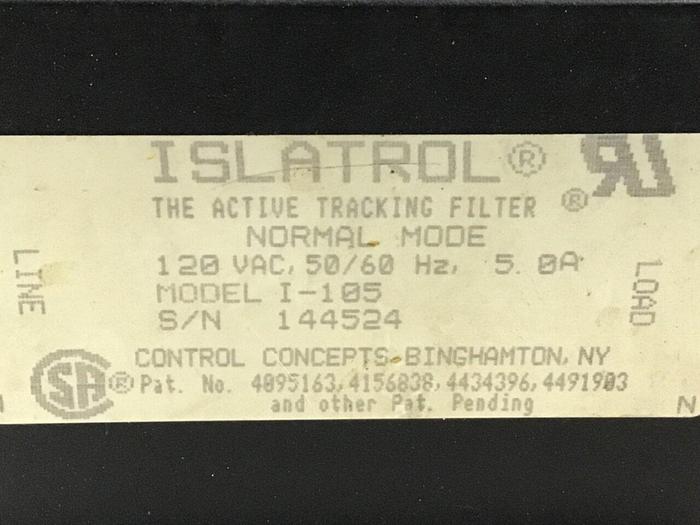 ISLATROL®
THE ACTIVE TRACKING FILTER ®
NORMAL MODE
120 VAC, 50/60 Hz, 5.0A
LINE
LOAD
MODEL I-105
S/N 144524
CONTROL CONCEPTS-BINGHAMTON, NY
SA®
Pat. No. 4095163, 4156838, 4434396, 4491903
and other Pat. Pending
N